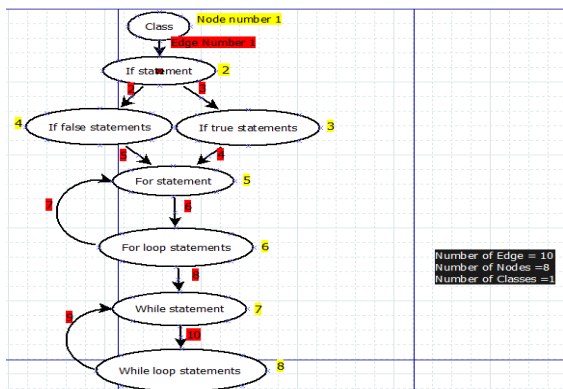 Class
Node number 1
Edge Number 1
If statement
2
2
3
4
If false statements
If true statements
3
5
4
For statement
5
7
6
For loop statements
6
8
Number of Edge = 10
Number of Nodes =8
Number of Classes =1
While statement
7
9
10
While loop statements
8